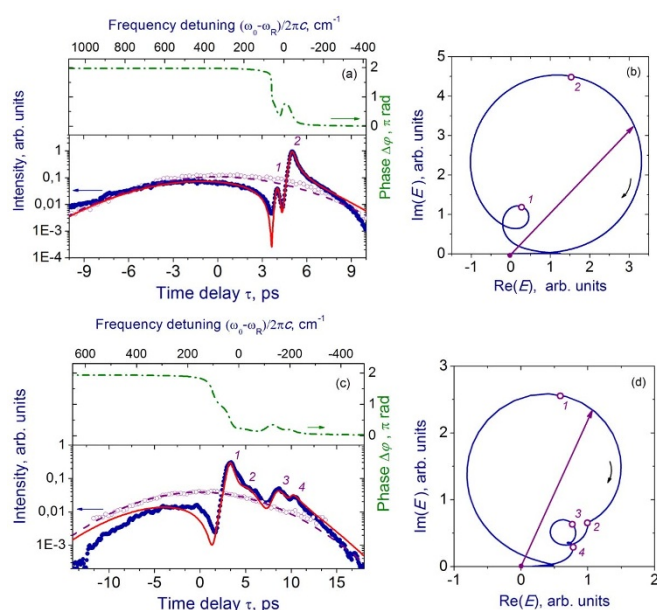 Frequency detuning (ω₀-ω_R)/2πc, cm⁻¹
1000 800 600 400 200 0 -200 -400
(a)
2
1
0
Phase Δφ, π rad
Intensity, arb. units
1
0,1
0,01
1E-3
1E-4
1
2
-9 -6 -3 0 3 6 9
Time delay τ, ps
(b)
Im(E), arb. units
5
4
3
2
1
0
2
1
-1 0 1 2 3
Re(E), arb. units
Frequency detuning (ω₀-ω_R)/2πc, cm⁻¹
600 400 200 0 -200 -400
(c)
2
1
0
Phase Δφ, π rad
Intensity, arb. units
1
0,1
0,01
1E-3
1
2
3
4
-10 -5 0 5 10 15
Time delay τ, ps
(d)
Im(E), arb. units
3
2
1
0
1
3
2
4
-1 0 1 2
Re(E), arb. units